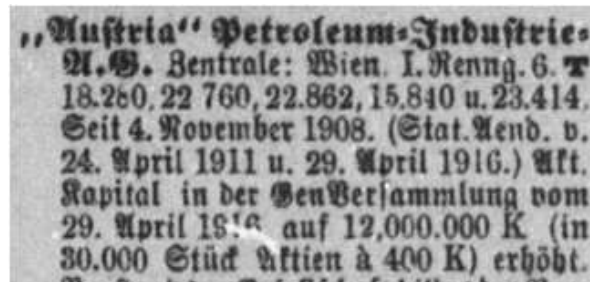 „Austria“ Petroleum-Industrie-
A.G. Zentrale: Wien. I. Renng. 6. T
18.280, 22 760, 22.862, 15.840 u. 23.414.
Seit 4. November 1908. (Stat. Aend. v.
24. April 1911 u. 29. April 1916.) Akt.
Kapital in der GenVersammlung vom
29. April 1916 auf 12,000.000 K (in
30.000 Stück Aktien à 400 K) erhöht.